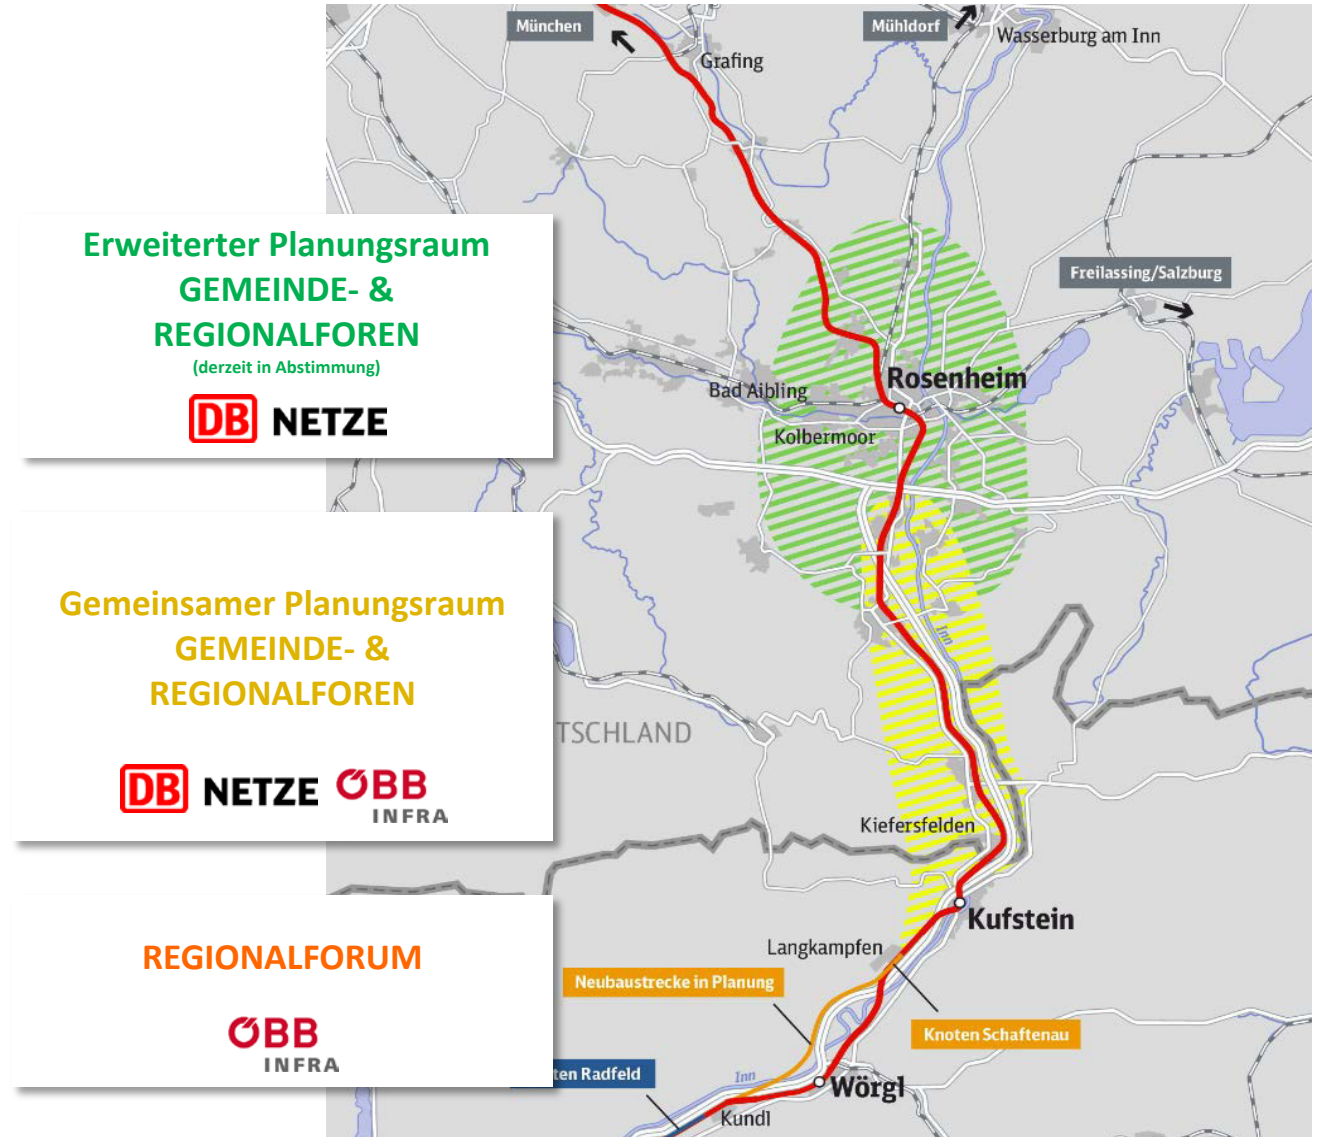 München
Mühldorf
Wasserburg am Inn
Grafing
Erweiterter Planungsraum
GEMEINDE- &
REGIONALFOREN
(derzeit in Abstimmung)
DB NETZE
Freilassing/Salzburg
Rosenheim
Bad Aibling
Kolbermoor
Gemeinsamer Planungsraum
GEMEINDE- &
REGIONALFOREN
DB NETZE ÖBB
INFRA
Inn
TSCHLAND
Kiefersfelden
Kufstein
Langkampfen
REGIONALFORUM
ÖBB
INFRA
Neubaustrecke in Planung
Knoten Schaftenau
ten Radfeld
Inn
Wörgl
Kundl